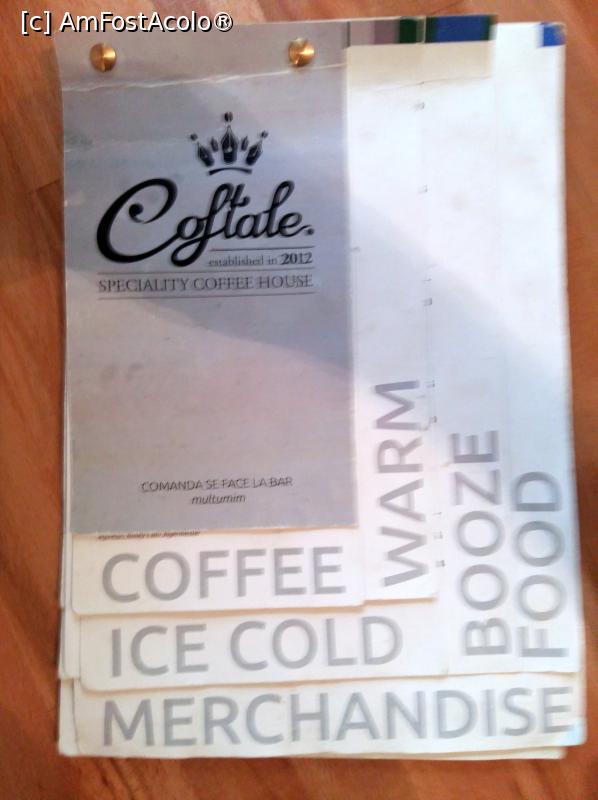 [c] AmFostAcolo®
Coftale.
established in 2012
SPECIALITY COFFEE HOUSE
COMANDA SE FACE LA BAR
multumim
COFFEE
WARM
ICE COLD
BOOZE
FOOD
MERCHANDISE